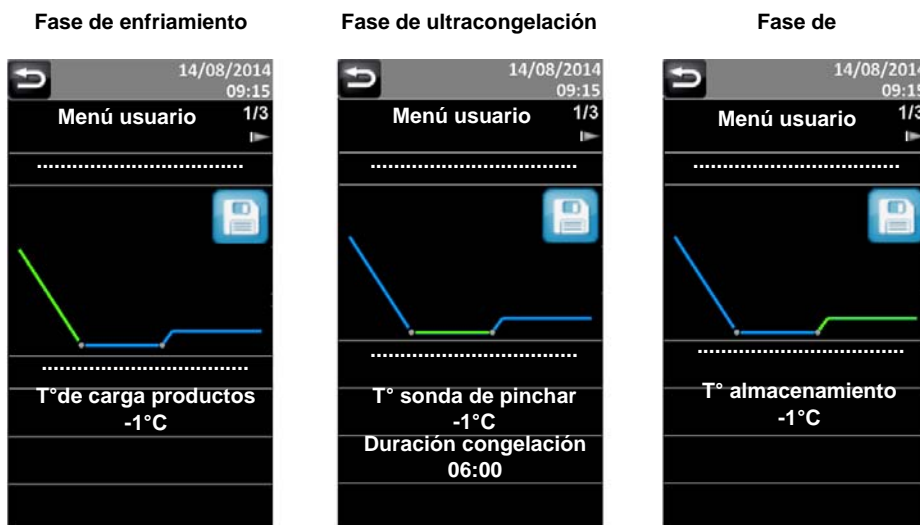 Fase de enfriamiento
14/08/2014
09:15
Menú usuario 1/3
..................................
..................................
T°de carga productos
-1°C
Fase de ultracongelación
14/08/2014
09:15
Menú usuario 1/3
..................................
..................................
T° sonda de pinchar
-1°C
Duración congelación
06:00
Fase de
14/08/2014
09:15
Menú usuario 1/3
..................................
..................................
T° almacenamiento
-1°C